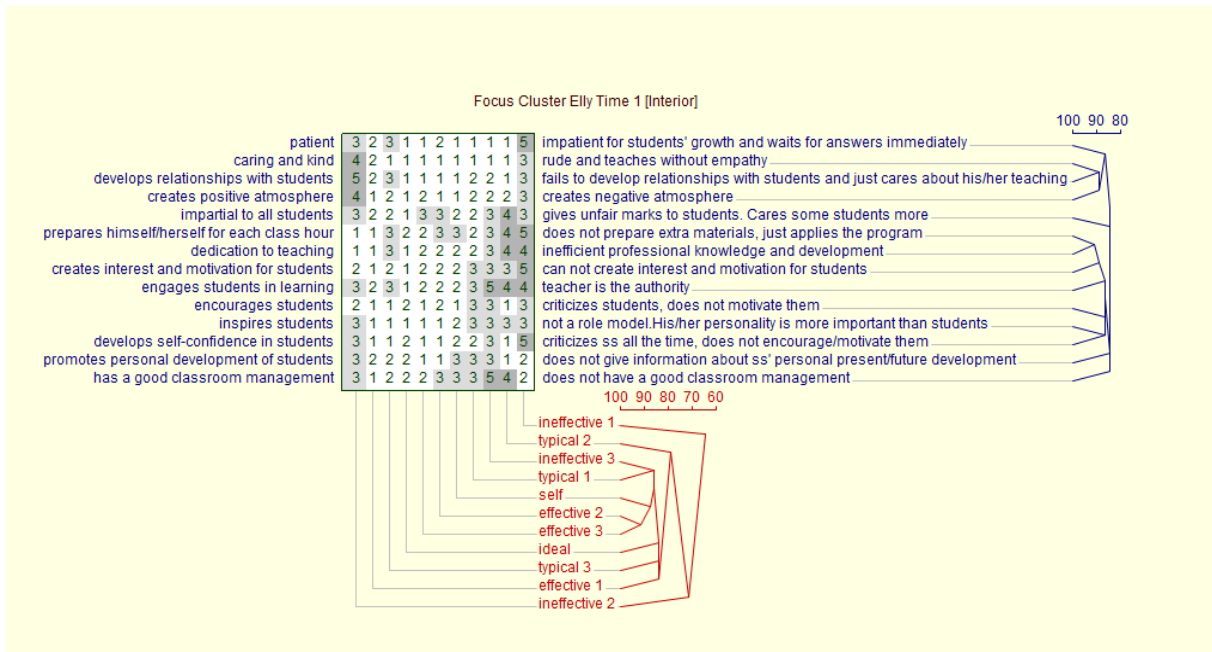 Focus Cluster Elly Time 1 [Interior]
100 90 80
patient 3 2 3 1 1 2 1 1 1 1 5 impatient for students' growth and waits for answers immediately
caring and kind 4 2 1 1 1 1 1 1 1 1 3 rude and teaches without empathy
develops relationships with students 5 2 3 1 1 1 1 2 2 1 3 fails to develop relationships with students and just cares about his/her teaching
creates positive atmosphere 4 1 2 1 2 1 1 2 2 2 3 creates negative atmosphere
impartial to all students 3 2 2 1 3 3 2 2 3 4 3 gives unfair marks to students. Cares some students more
prepares himself/herself for each class hour 1 1 3 2 2 3 3 2 3 4 5 does not prepare extra materials, just applies the program
dedication to teaching 1 1 3 1 2 2 2 2 3 4 4 inefficient professional knowledge and development
creates interest and motivation for students 2 1 2 1 2 2 2 3 3 3 5 can not create interest and motivation for students
engages students in learning 3 2 3 1 2 2 2 3 5 4 4 teacher is the authority
encourages students 2 1 1 2 1 2 1 3 3 1 3 criticizes students, does not motivate them
inspires students 3 1 1 1 1 1 2 3 3 3 3 not a role model.His/her personality is more important than students
develops self-confidence in students 3 1 1 2 1 1 2 2 3 1 5 criticizes ss all the time, does not encourage/motivate them
promotes personal development of students 3 2 2 2 1 1 3 3 3 1 2 does not give information about ss' personal present/future development
has a good classroom management 3 1 2 2 2 3 3 3 5 4 2 does not have a good classroom management
100 90 80 70 60
ineffective 1
typical 2
ineffective 3
typical 1
self
effective 2
effective 3
ideal
typical 3
effective 1
ineffective 2